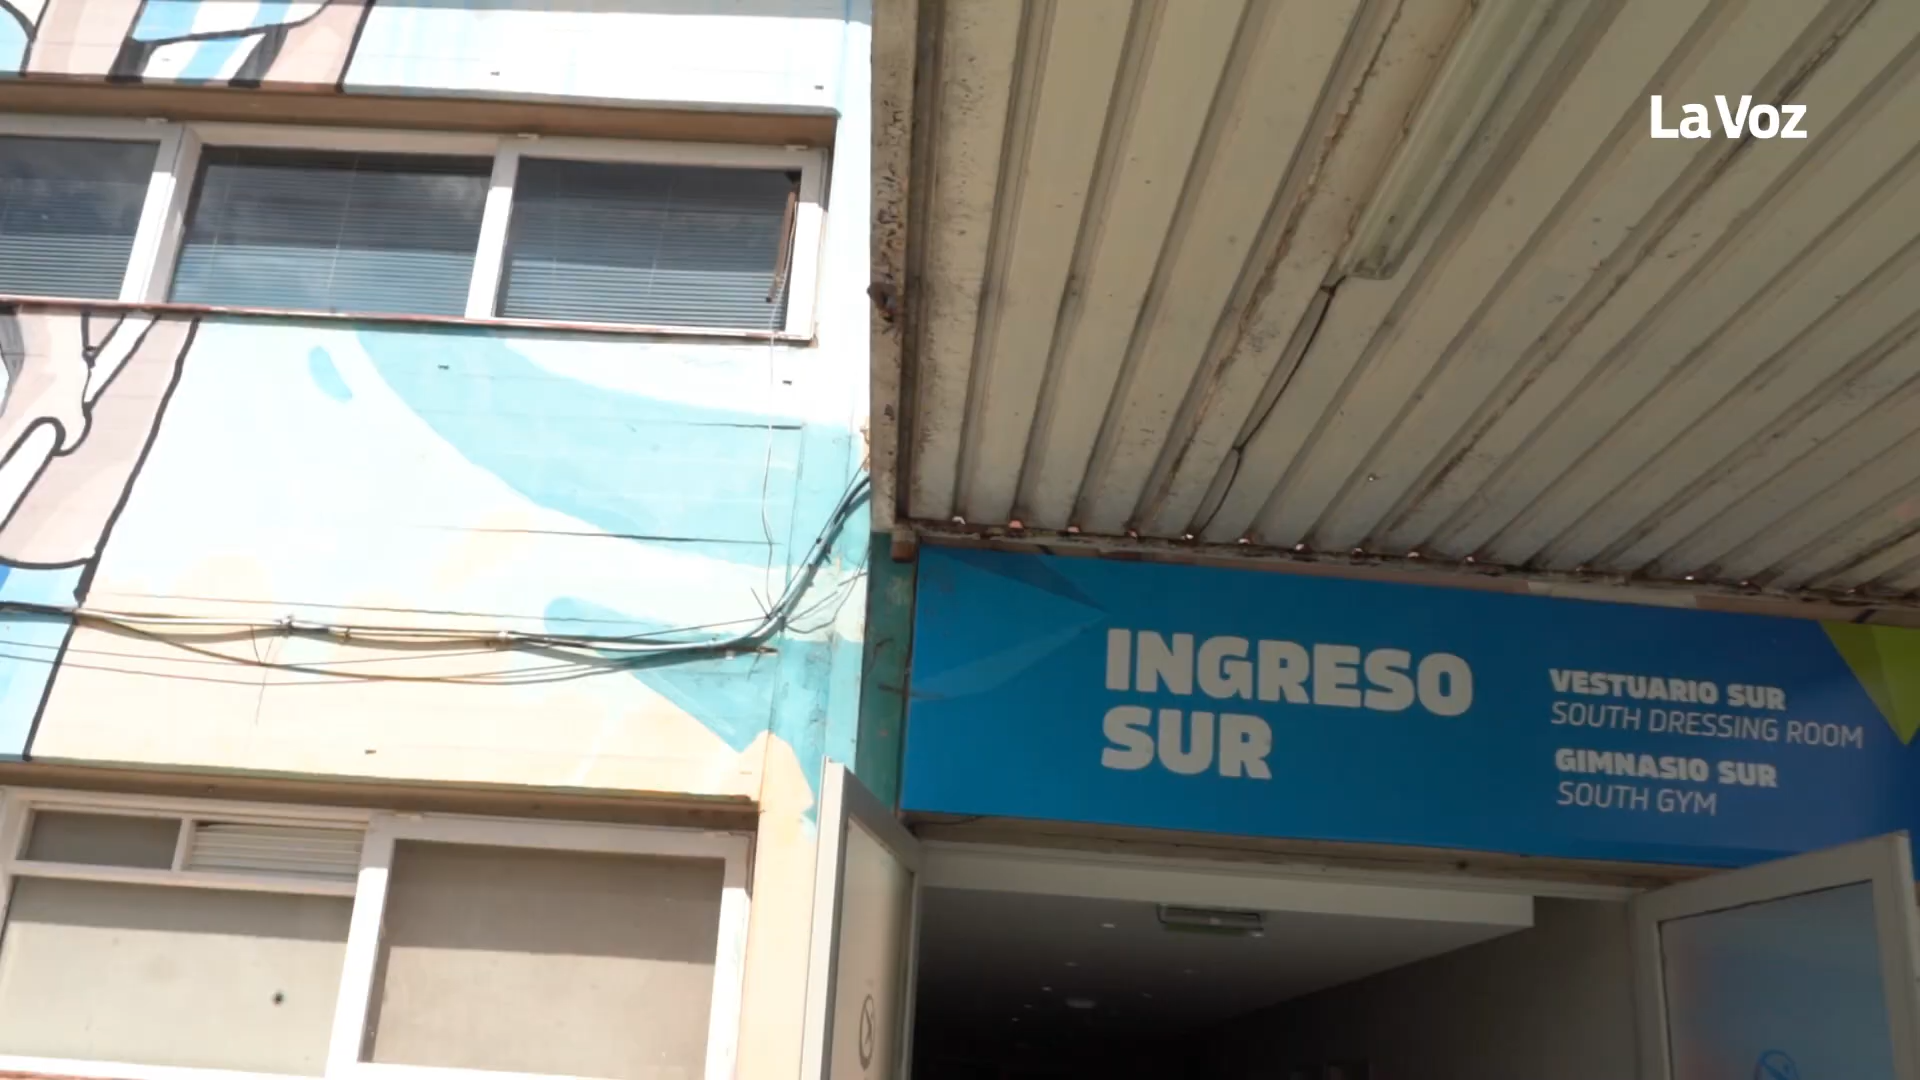 La Voz
INGRESO
SUR
VESTUARIO SUR
SOUTH DRESSING ROOM
GIMNASIO SUR
SOUTH GYM